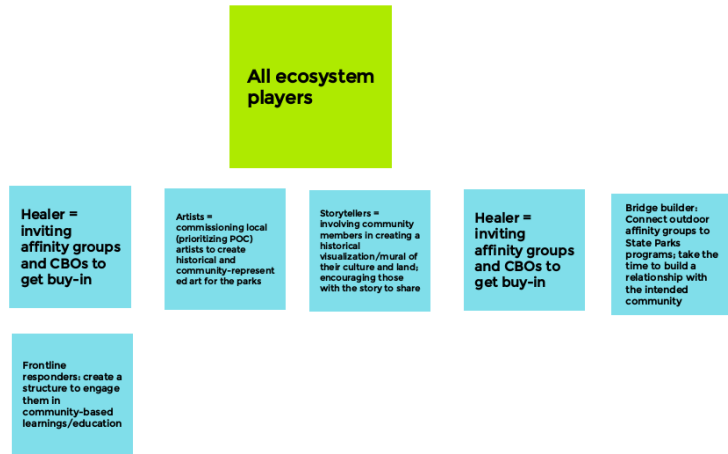 All ecosystem
players
Healer =
inviting
affinity groups
and CBOs to
get buy-in
Artists =
commissioning local
(prioritizing POC)
artists to create
historical and
community-represent
ed art for the parks
Storytellers =
involving community
members in creating a
historical
visualization/mural of
their culture and land;
encouraging those
with the story to share
Healer =
inviting
affinity groups
and CBOs to
get buy-in
Bridge builder:
Connect outdoor
affinity groups to
State Parks
programs; take the
time to build a
relationship with
the intended
community
Frontline
responders: create a
structure to engage
them in
community-based
learnings/education